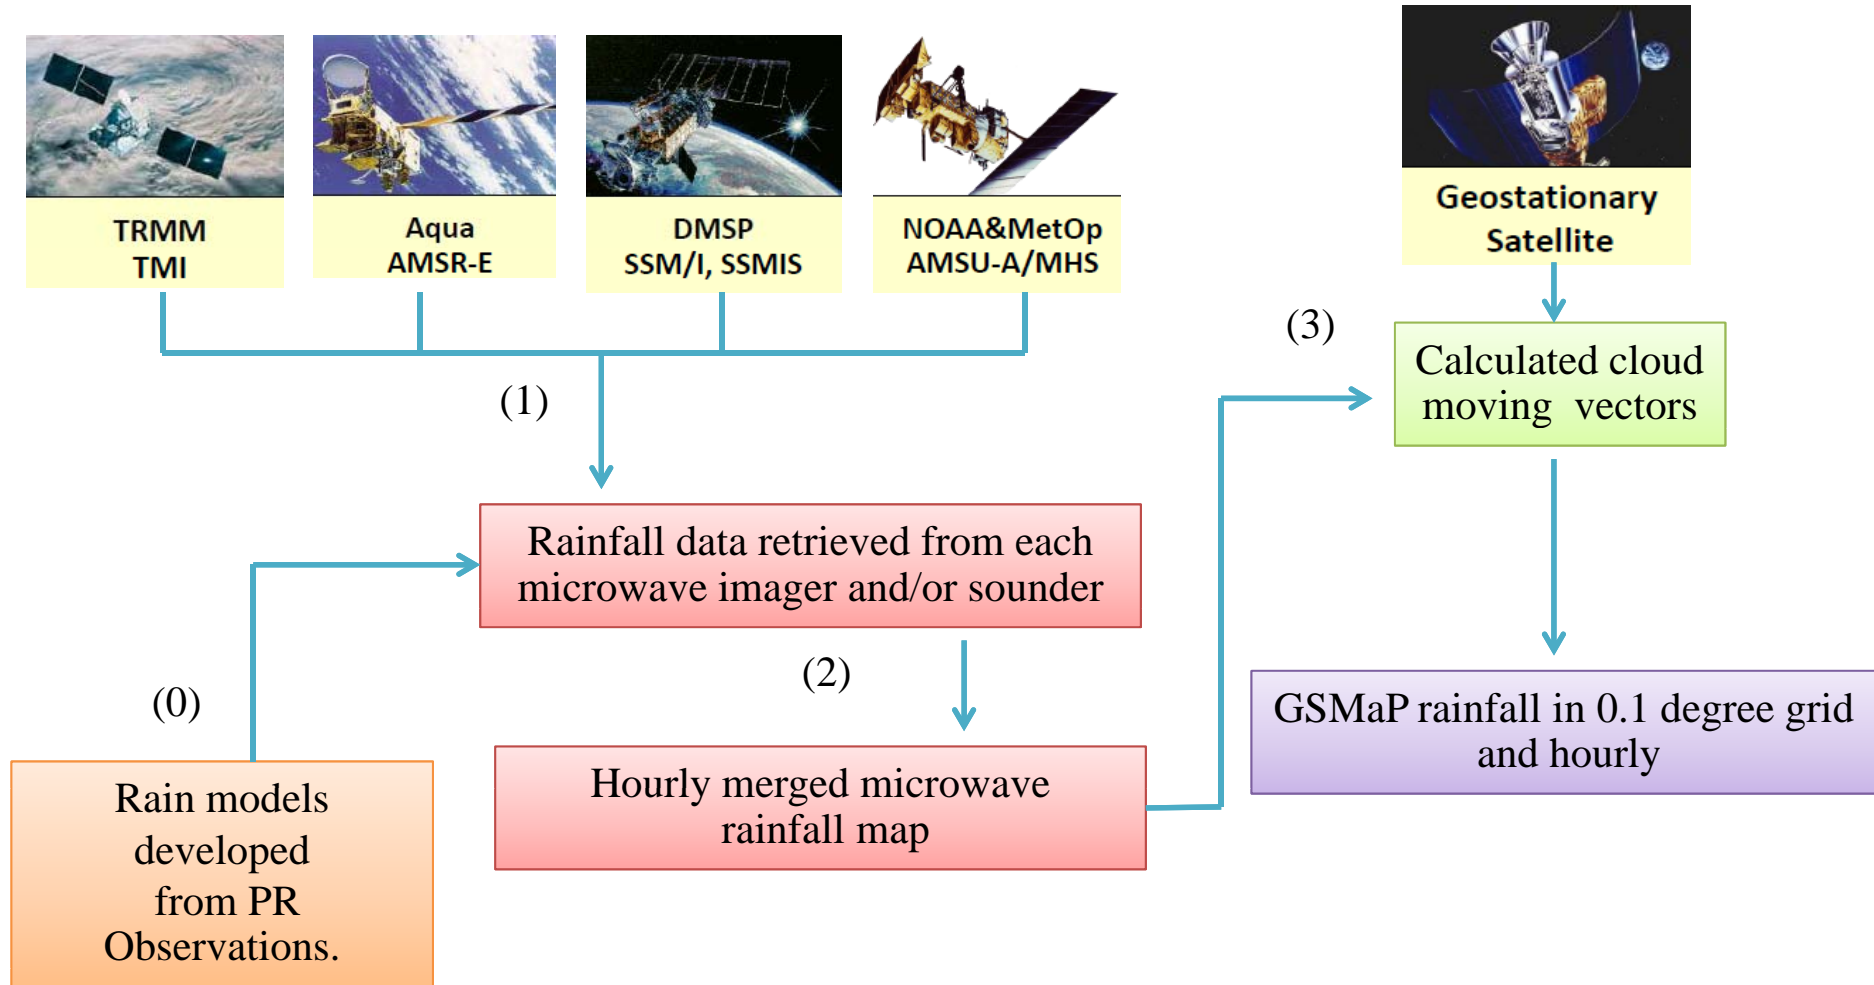 TRMM
TMI
Aqua
AMSR-E
DMSP
SSM/I, SSMIS
NOAA&MetOp
AMSU-A/MHS
Geostationary
Satellite
(1)
(3)
Calculated cloud
moving vectors
Rainfall data retrieved from each
microwave imager and/or sounder
(0)
(2)
GSMaP rainfall in 0.1 degree grid
and hourly
Rain models
developed
from PR
Observations.
Hourly merged microwave
rainfall map